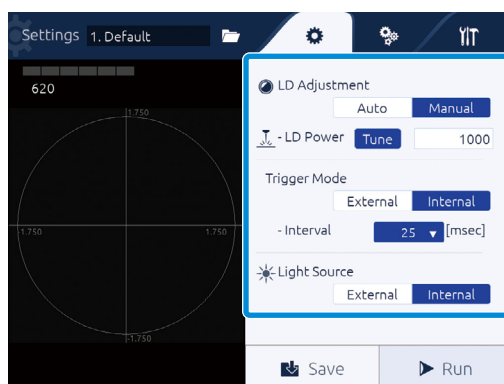 Settings 1. Default
620
1.750
-1.750 1.750
-1.750
LD Adjustment
Auto Manual
- LD Power Tune 1000
Trigger Mode
External Internal
- Interval 25 [msec]
Light Source
External Internal
Save Run